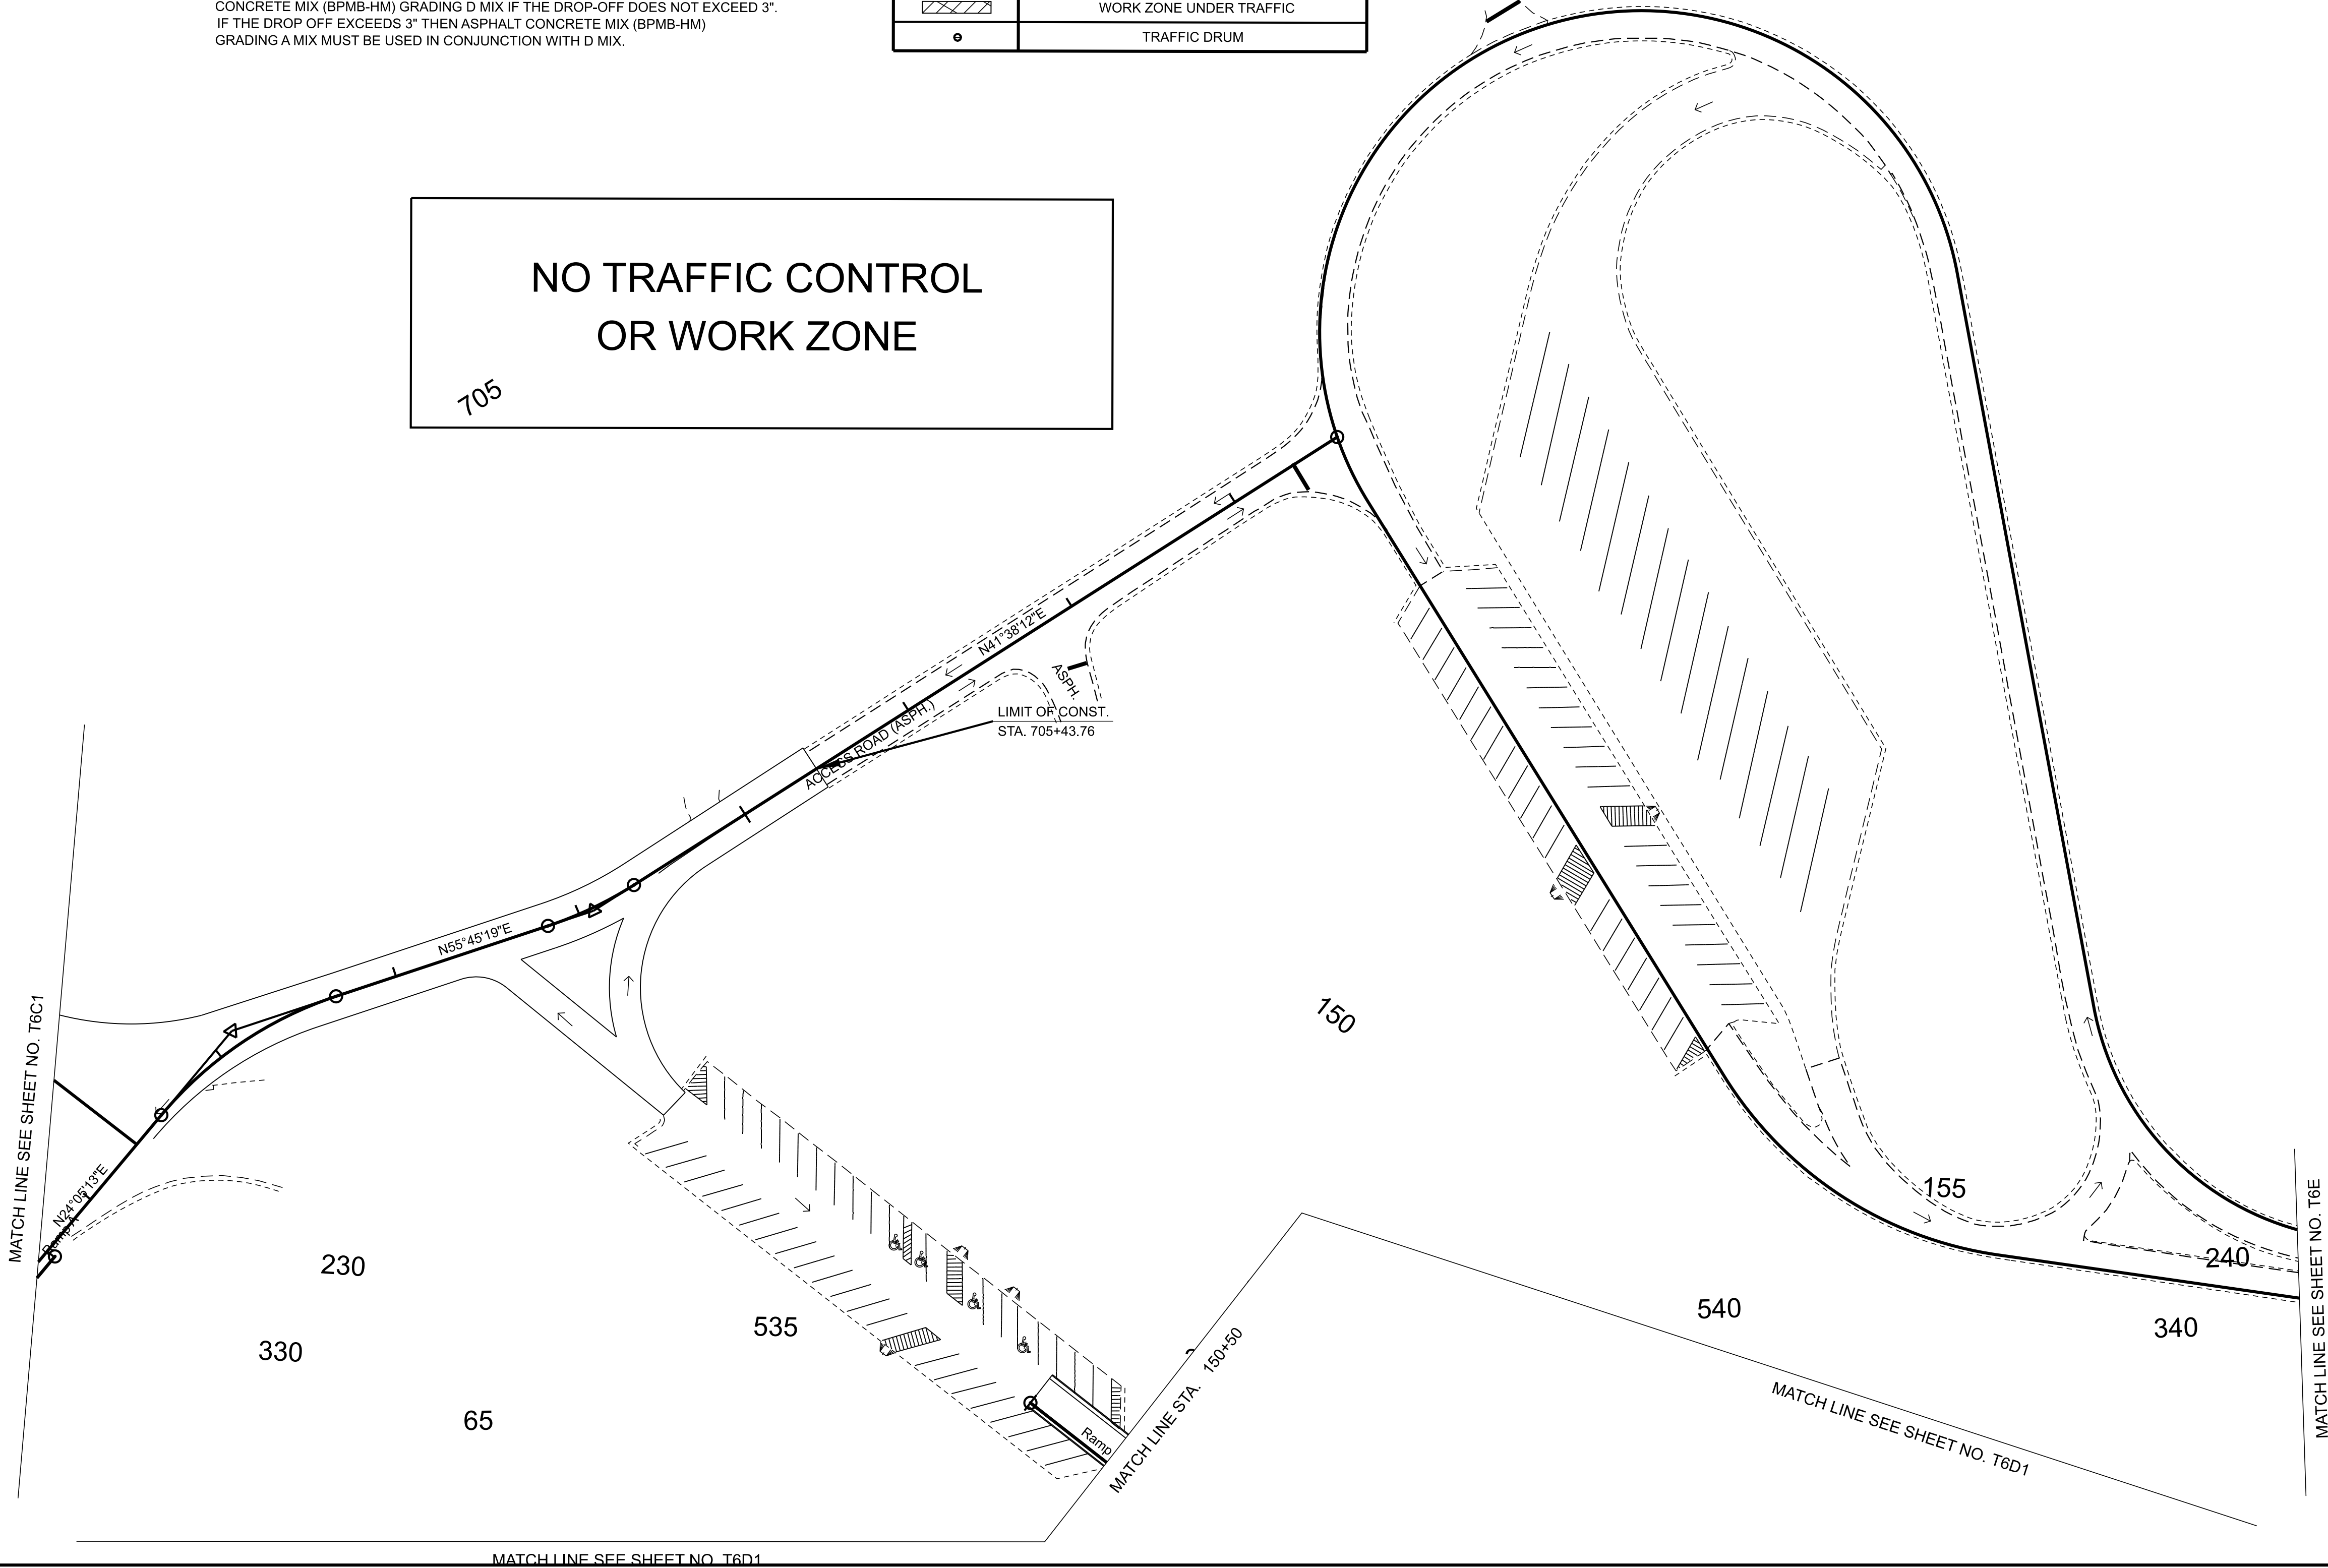 CONCRETE MIX (BPMB-HM) GRADING D MIX IF THE DROP-OFF DOES NOT EXCEED 3".
IF THE DROP OFF EXCEEDS 3" THEN ASPHALT CONCRETE MIX (BPMB-HM)
GRADING A MIX MUST BE USED IN CONJUNCTION WITH D MIX.
WORK ZONE UNDER TRAFFIC
TRAFFIC DRUM
NO TRAFFIC CONTROL
OR WORK ZONE
705
N41°38'12"E
ASPH.
LIMIT OF CONST.
STA. 705+43.76
ACCESS ROAD (ASPH.)
N55°45'19"E
MATCH LINE SEE SHEET NO. T6C1
N24°05'13"E
Ramp A
150
155
230
330
65
535
Ramp
MATCH LINE STA. 150+50
540
240
340
MATCH LINE SEE SHEET NO. T6D1
MATCH LINE SEE SHEET NO. T6E
MATCH LINE SEE SHEET NO. T6D1